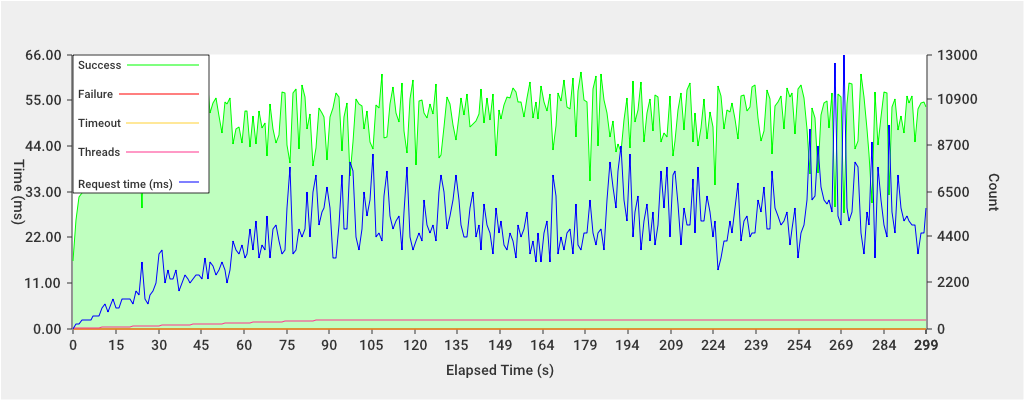 66.00
55.00
44.00
33.00
22.00
11.00
0.00
Time (ms)
Success
Failure
Timeout
Threads
Request time (ms)
13000
10900
8700
6500
4400
2200
0
Count
0 15 30 45 60 75 90 105 120 135 149 164 179 194 209 224 239 254 269 284 299
Elapsed Time (s)